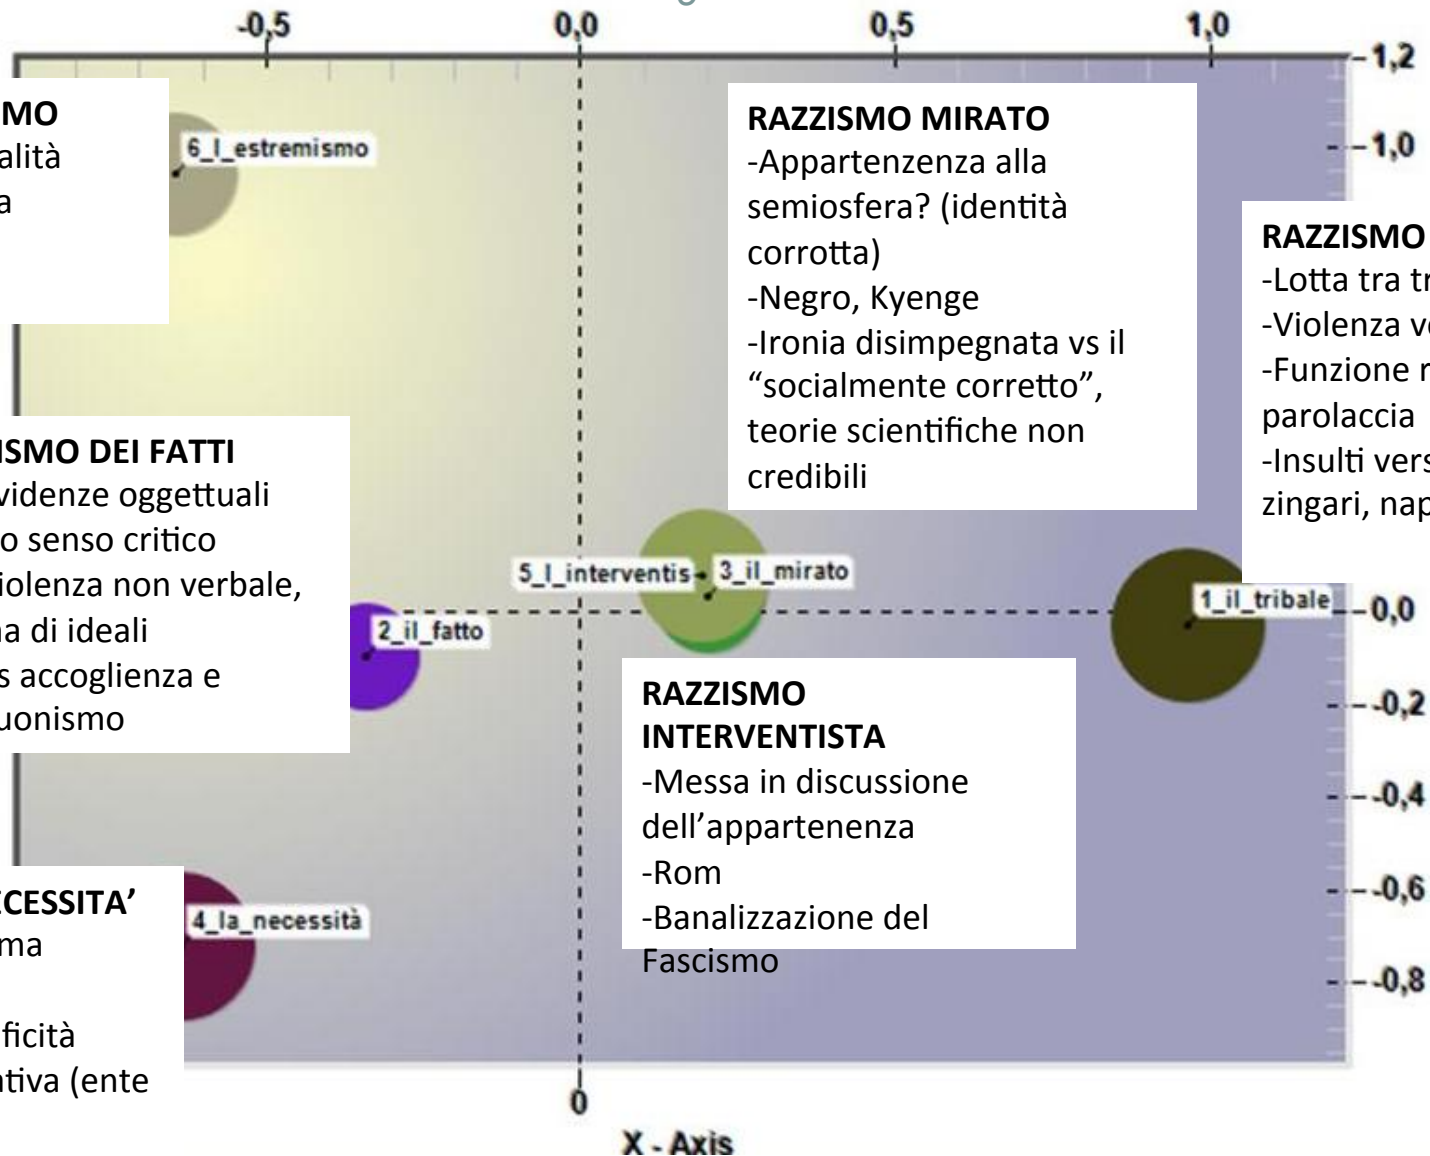 -0,5 0,0 0,5 1,0
1,2
1,0
0,0
-0,2
-0,4
-0,6
-0,8
MO
alità
a
6_l_estremismo
RAZZISMO MIRATO
-Appartenzenza alla
semiosfera? (identità
corrotta)
-Negro, Kyenge
-Ironia disimpegnata vs il
“socialmente corretto”,
teorie scientifiche non
credibili
RAZZISMO
-Lotta tra tr
-Violenza ve
-Funzione r
parolaccia
-Insulti vers
zingari, nap
ISMO DEI FATTI
videnze oggettuali
o senso critico
iolenza non verbale,
na di ideali
s accoglienza e
uonismo
2_il_fatto
5_l_interventis
3_il_mirato
1_il_tribale
RAZZISMO
INTERVENTISTA
-Messa in discussione
dell’appartenenza
-Rom
-Banalizzazione del
Fascismo
ECESSITA’
ma
ficità
ativa (ente
4_la_necessità
0
X - Axis